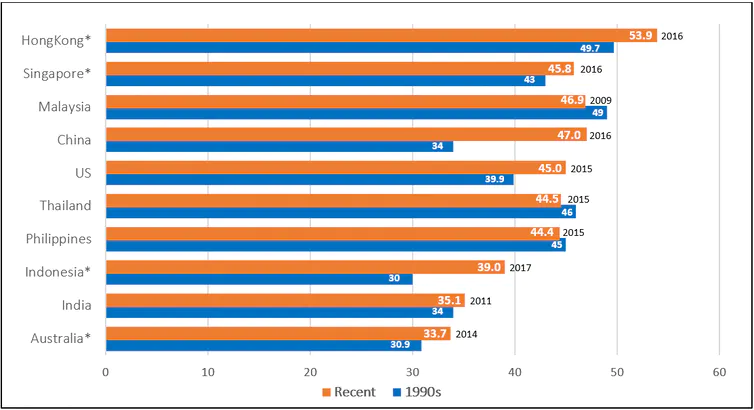 HongKong* 53.9 2016
49.7
Singapore* 45.8 2016
43
Malaysia 46.9 2009
49
China 47.0 2016
34
US 45.0 2015
39.9
Thailand 44.5 2015
46
Philippines 44.4 2015
45
Indonesia* 39.0 2017
30
India 35.1 2011
34
Australia* 33.7 2014
30.9
0 10 20 30 40 50 60
Recent 1990s